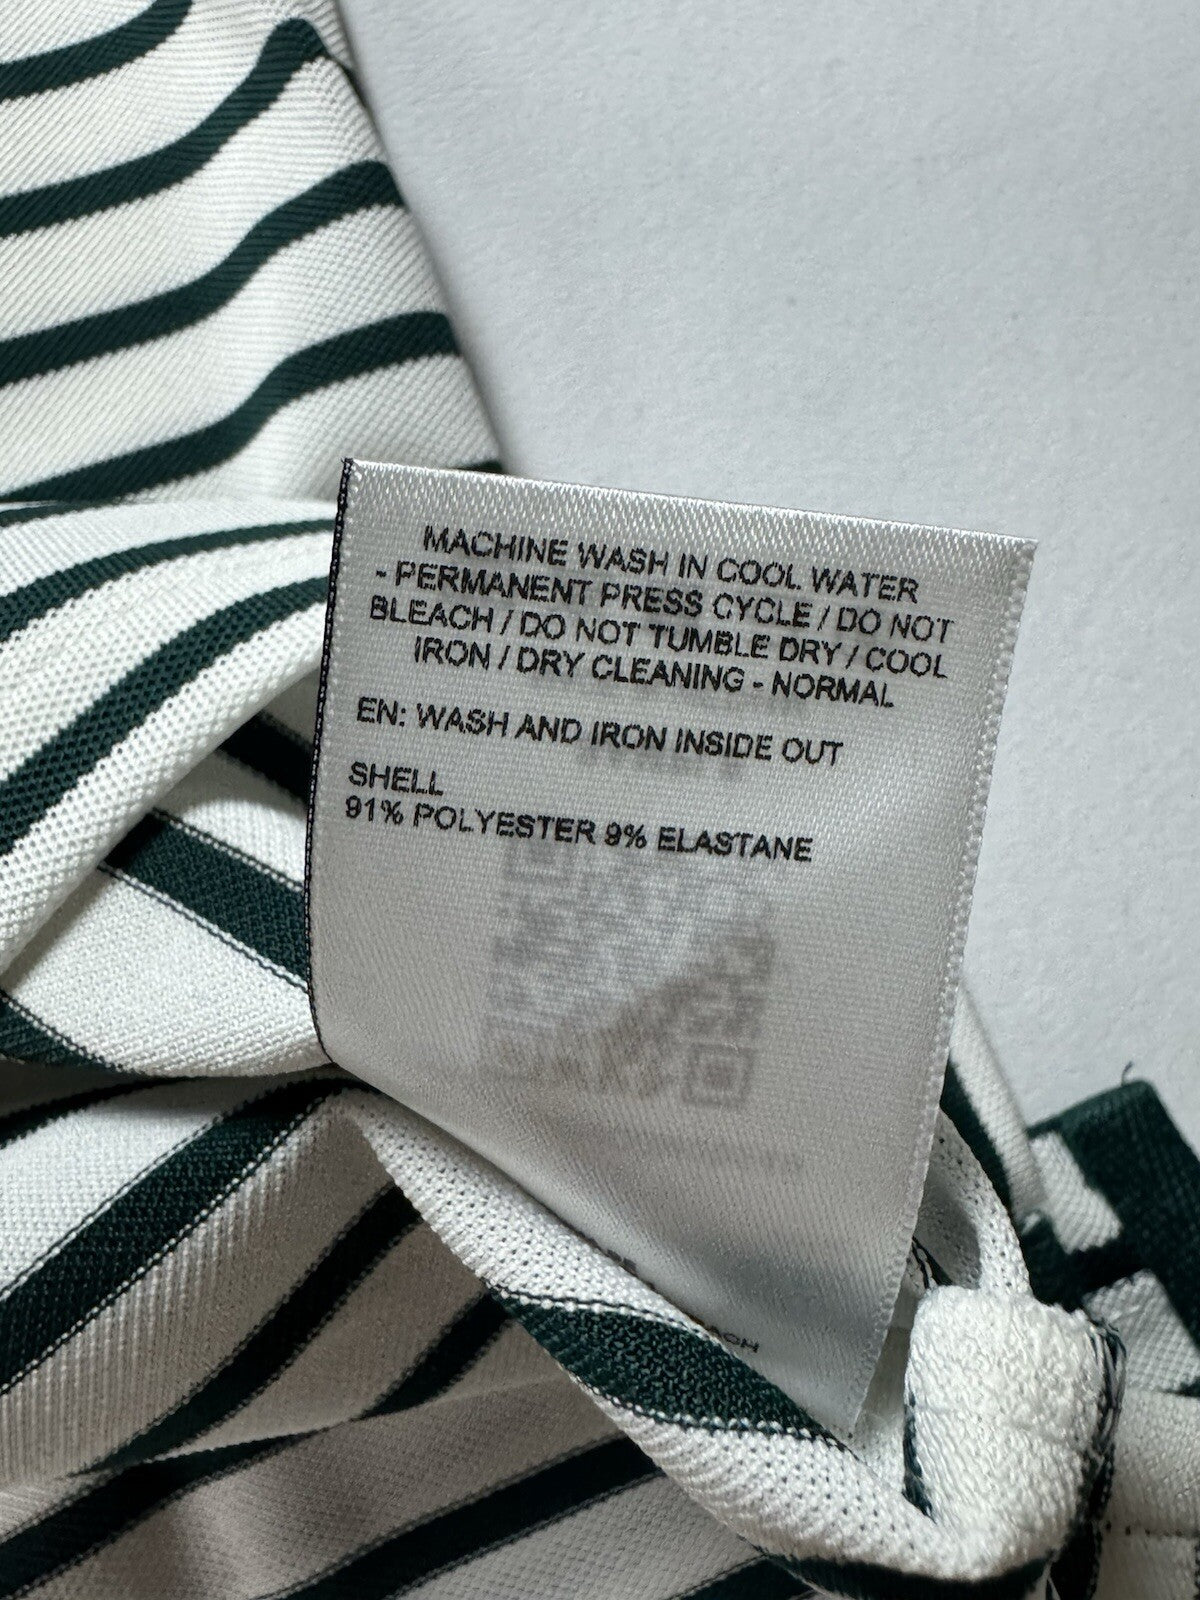 MACHINE WASH IN COOL WATER
- PERMANENT PRESS CYCLE / DO NOT
BLEACH / DO NOT TUMBLE DRY / COOL
IRON / DRY CLEANING - NORMAL
EN: WASH AND IRON INSIDE OUT
SHELL
91% POLYESTER 9% ELASTANE